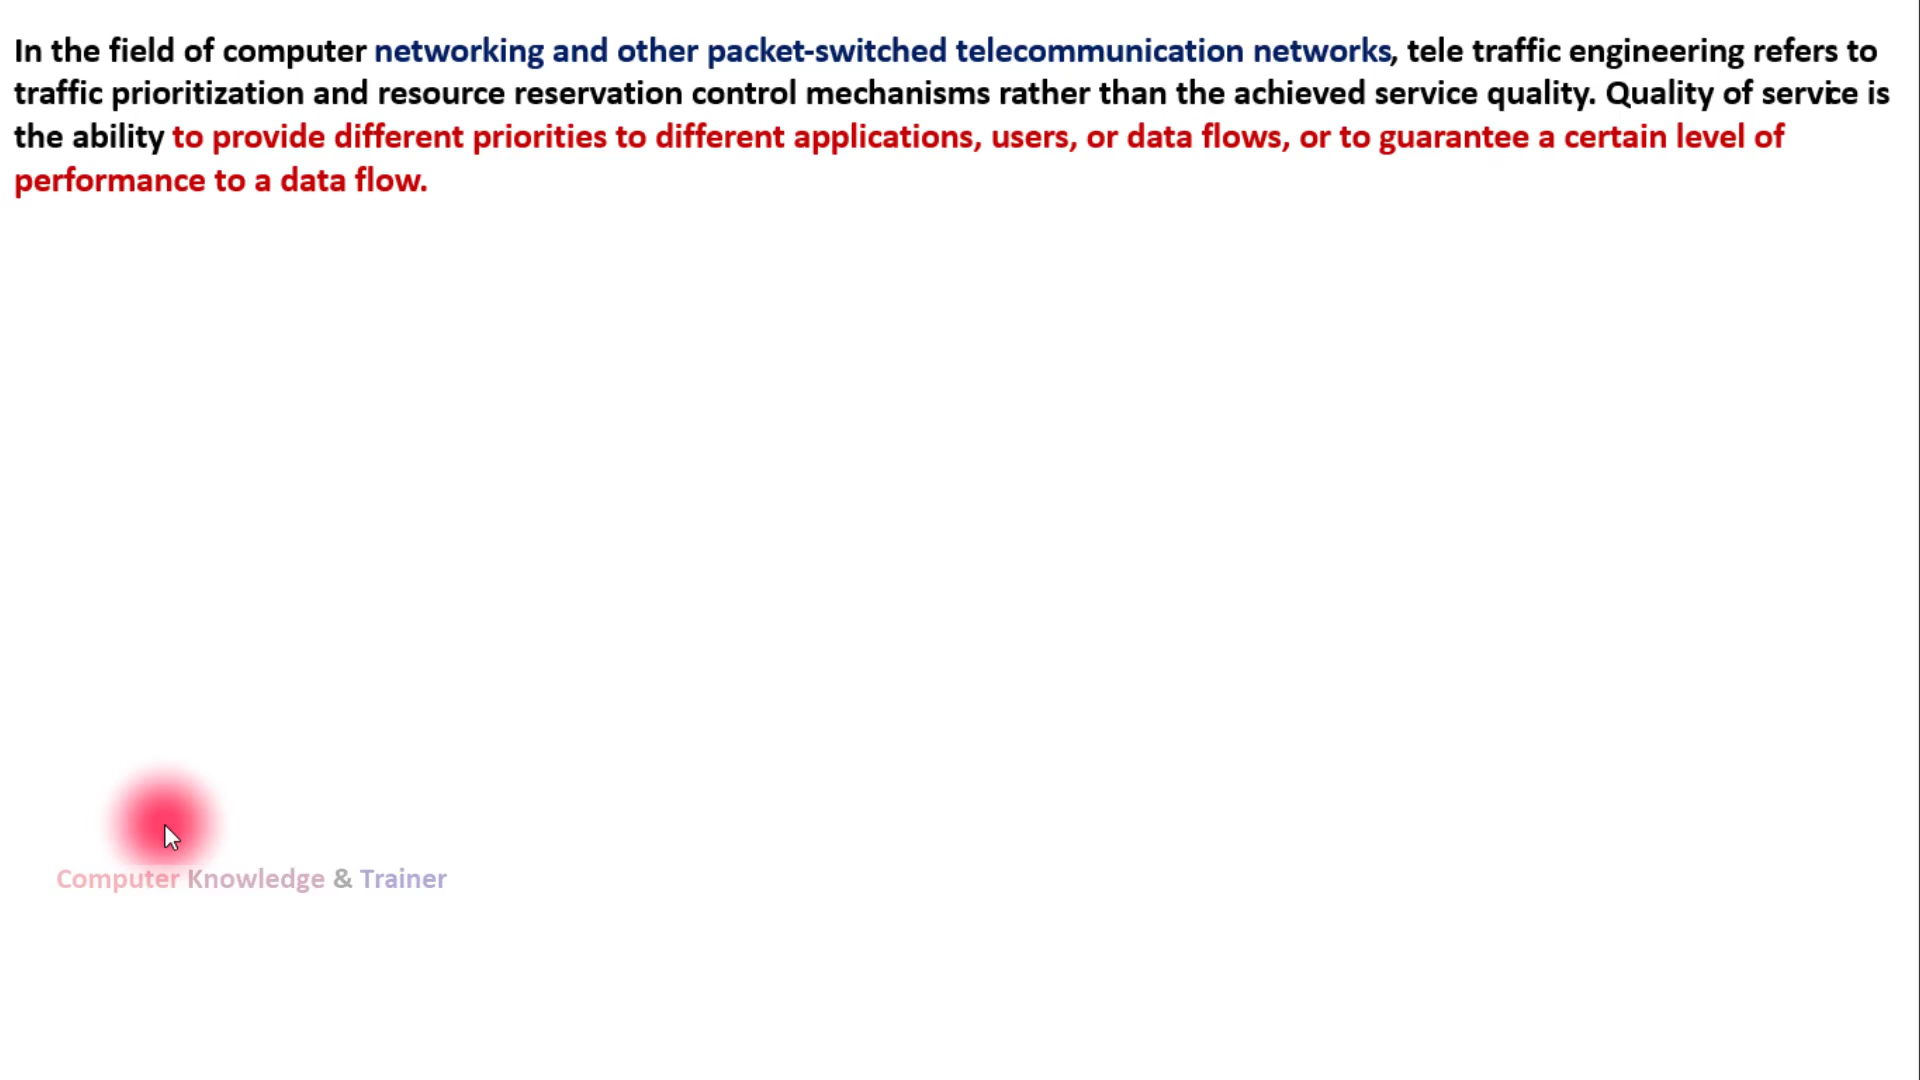 In the field of computer networking and other packet-switched telecommunication networks, tele traffic engineering refers to
traffic prioritization and resource reservation control mechanisms rather than the achieved service quality. Quality of service is
the ability to provide different priorities to different applications, users, or data flows, or to guarantee a certain level of
performance to a data flow.
Computer Knowledge & Trainer